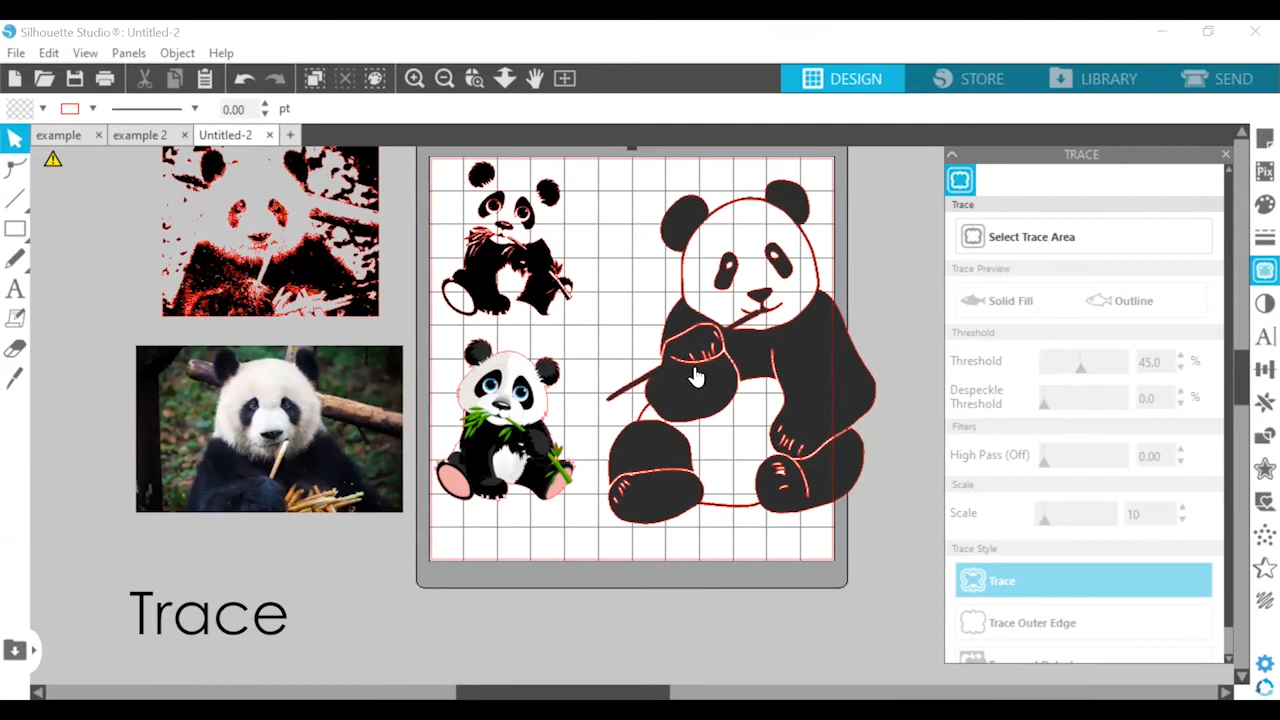 Silhouette Studio®: Untitled-2
File Edit View Panels Object Help
DESIGN STORE LIBRARY SEND
0.00 pt
example example 2 Untitled-2
TRACE
Pix
Trace
Select Trace Area
Trace Preview
Solid Fill Outline
Threshold
Threshold 45.0 %
Despeckle Threshold 0.0 %
Filters
High Pass (Off) 0.00
Scale
Scale 10
Trace Style
Trace
Trace Outer Edge
Trace